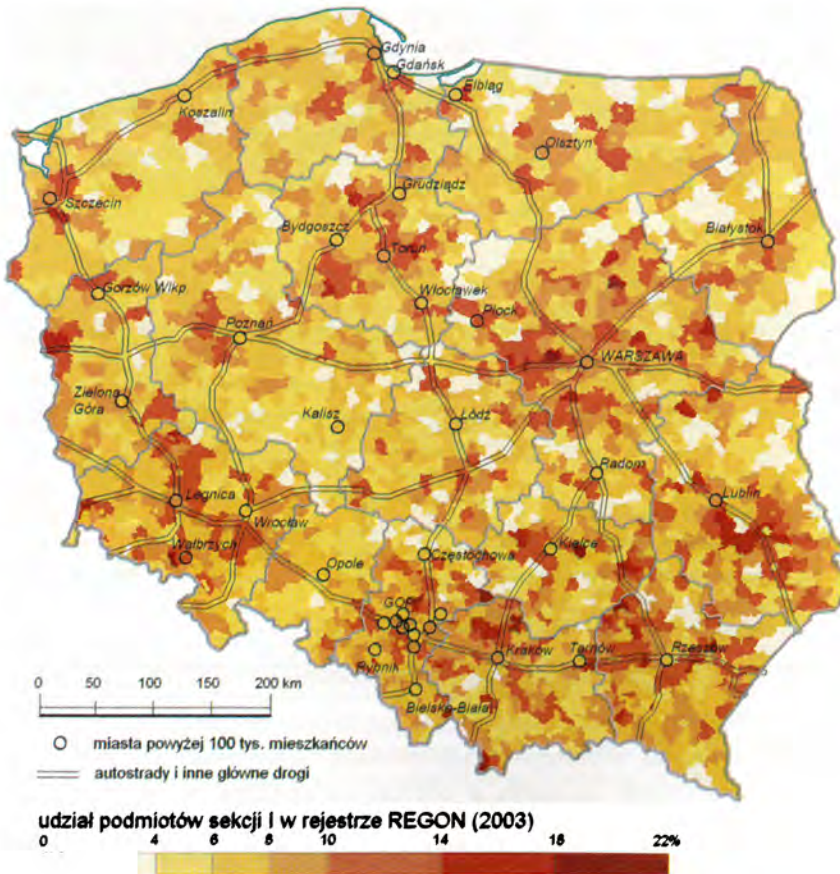 Gdynia
Gdańsk
Elbląg
Koszalin
Olsztyn
Szczecin
Grudziądz
Bydgoszcz
Białystok
Toruń
Gorzów Wlkp
Włocławek
Płock
Poznań
WARSZAWA
Zielona
Góra
Kalisz
Łódź
Radom
Legnica
Lublin
Wrocław
Wałbrzych
Kielce
Częstochowa
Opole
GOP
Kraków
Tarnów
Rzeszów
Rybnik
Bielsko-Biała
0 50 100 150 200 km
miasta powyżej 100 tys. mieszkańców
autostrady i inne główne drogi
udział podmiotów sekcji I w rejestrze REGON (2003)
0 4 6 8 10 14 18 22%